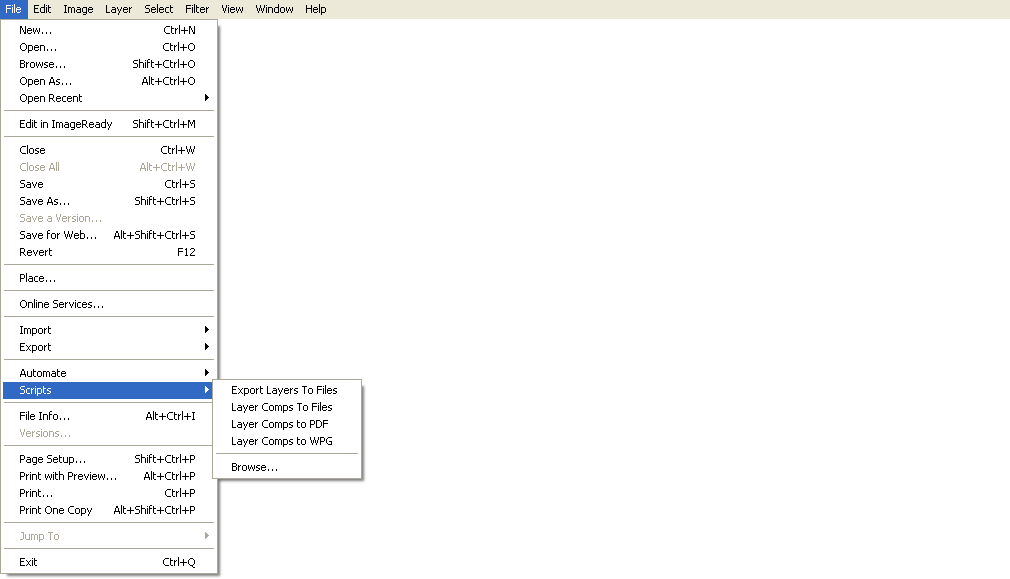 File Edit Image Layer Select Filter View Window Help
New... Ctrl+N
Open... Ctrl+O
Browse... Shift+Ctrl+O
Open As... Alt+Ctrl+O
Open Recent
Edit in ImageReady Shift+Ctrl+M
Close Ctrl+W
Close All Alt+Ctrl+W
Save Ctrl+S
Save As... Shift+Ctrl+S
Save a Version...
Save for Web... Alt+Shift+Ctrl+S
Revert F12
Place...
Online Services...
Import
Export
Automate
Scripts
Export Layers To Files
Layer Comps To Files
Layer Comps to PDF
Layer Comps to WPG
Browse...
File Info... Alt+Ctrl+I
Versions...
Page Setup... Shift+Ctrl+P
Print with Preview... Alt+Ctrl+P
Print... Ctrl+P
Print One Copy Alt+Shift+Ctrl+P
Jump To
Exit Ctrl+Q